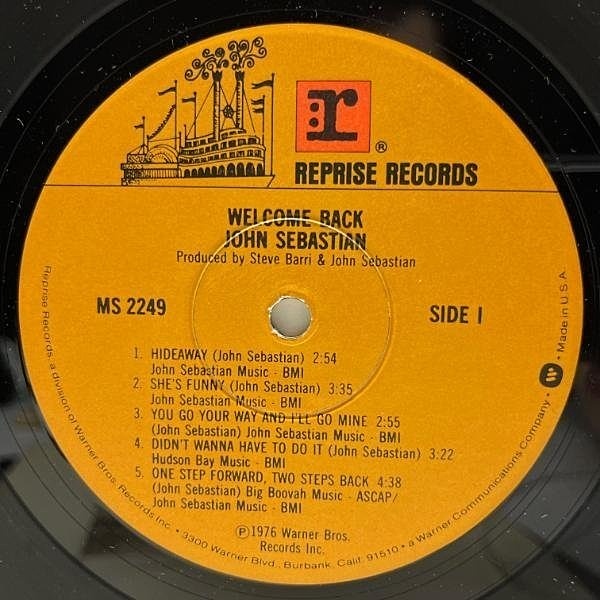 r
®
REPRISE RECORDS
WELCOME BACK
JOHN SEBASTIAN
Produced by Steve Barri & John Sebastian
MS 2249
SIDE 1
1. HIDEAWAY (John Sebastian) 2:54
John Sebastian Music - BMI
2. SHE'S FUNNY (John Sebastian) 3:35
John Sebastian Music - BMI
3. YOU GO YOUR WAY AND I'LL GO MINE 2:55
(John Sebastian) John Sebastian Music - BMI
4. DIDN'T WANNA HAVE TO DO IT (John Sebastian) 3:22
Hudson Bay Music - BMI
5. ONE STEP FORWARD, TWO STEPS BACK 4:38
(John Sebastian) Big Boovah Music - ASCAP/
John Sebastian Music - BMI
℗1976 Warner Bros.
Records Inc.
Reprise Records, a division of Warner Bros. Records Inc. • 3300 Warner Blvd., Burbank, Calif. 91510 • a Warner Communications Company • W • Made in U.S.A.